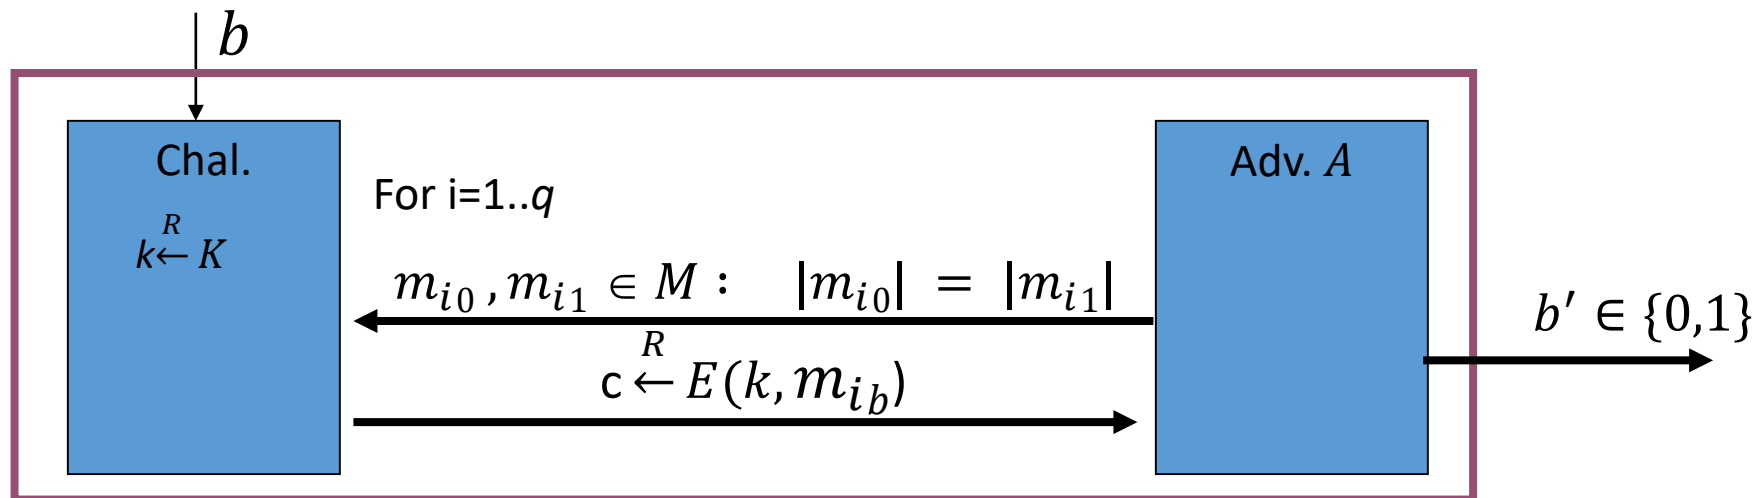 b
Chal.
Adv. A
k ←ᴿ K
For i=1..q
m_{i0} , m_{i1} ∈ M : |m_{i0}| = |m_{i1}|
b′ ∈ {0,1}
c ←ᴿ E(k, m_{ib})